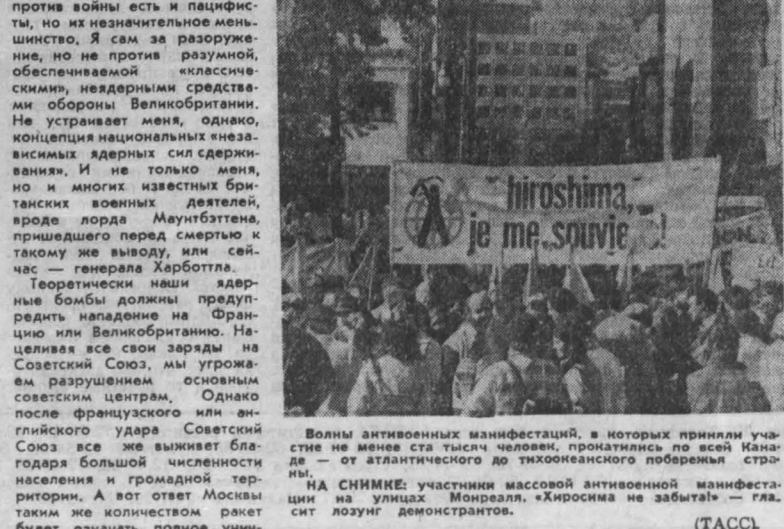 против войны есть и пацифис-
ты, но их незначительное мень-
шинство. Я сам за разоруже-
ние, но не против разумной,
обеспечиваемой «классиче-
скими», неядерными средства-
ми обороны Великобритании.
Не устраивает меня, однако,
концепция национальных «неза-
висимых ядерных сил сдержи-
вания». И не только меня,
но и многих известных бри-
танских военных деятелей,
вроде лорда Маунтбэттена,
пришедшего перед смертью к
такому же выводу, или сей-
час — генерала Харботтла.
Теоретически наши ядер-
ные бомбы должны предуп-
редить нападение на Фран-
цию или Великобританию. На-
целивая все свои заряды на
Советский Союз, мы угрожа-
ем разрушением основным
советским центрам. Однако
после французского или ан-
глийского удара Советский
Союз все же выживет бла-
годаря большой численности
населения и громадной тер-
ритории. А вот ответ Москвы
таким же количеством ракет
будет означать полное унич-
hiroshima,
je me souvie
Волны антивоенных манифестаций, в которых приняли уча-
стие не менее ста тысяч человек, прокатились по всей Кана-
де — от атлантического до тихоокеанского побережья стра-
ны.
НА СНИМКЕ: участники массовой антивоенной манифеста-
ции на улицах Монреаля. «Хиросима не забыта!» — гла-
сит лозунг демонстрантов.
(ТАСС).